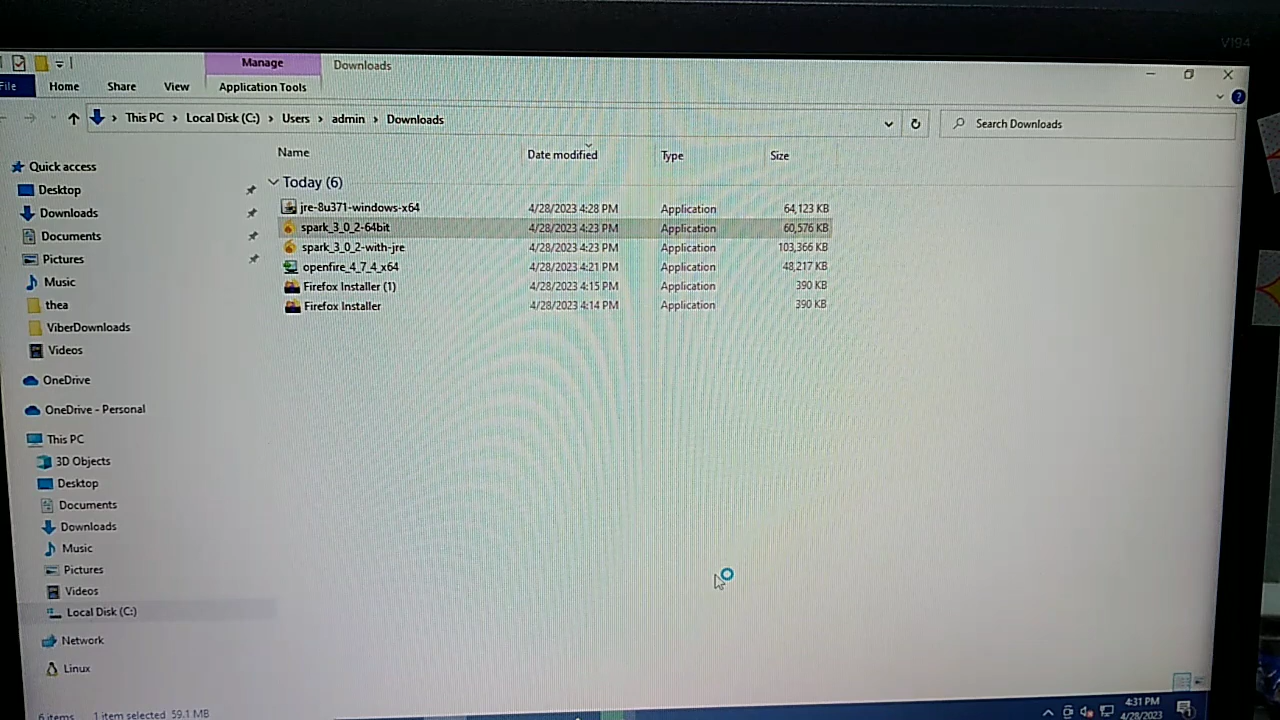 V194
Manage
Downloads
File
Home
Share
View
Application Tools
This PC
Local Disk (C:)
Users
admin
Downloads
Search Downloads
Name
Date modified
Type
Size
Quick access
Desktop
Downloads
Documents
Pictures
Music
thea
ViberDownloads
Videos
OneDrive
OneDrive - Personal
This PC
3D Objects
Desktop
Documents
Downloads
Music
Pictures
Videos
Local Disk (C:)
Network
Linux
Today (6)
jre-8u371-windows-x64 4/28/2023 4:28 PM Application 64,123 KB
spark_3_0_2-64bit 4/28/2023 4:23 PM Application 60,576 KB
spark_3_0_2-with-jre 4/28/2023 4:23 PM Application 103,366 KB
openfire_4_7_4_x64 4/28/2023 4:21 PM Application 48,217 KB
Firefox Installer (1) 4/28/2023 4:15 PM Application 390 KB
Firefox Installer 4/28/2023 4:14 PM Application 390 KB
6 items 1 item selected 59.1 MB
4:31 PM
4/28/2023